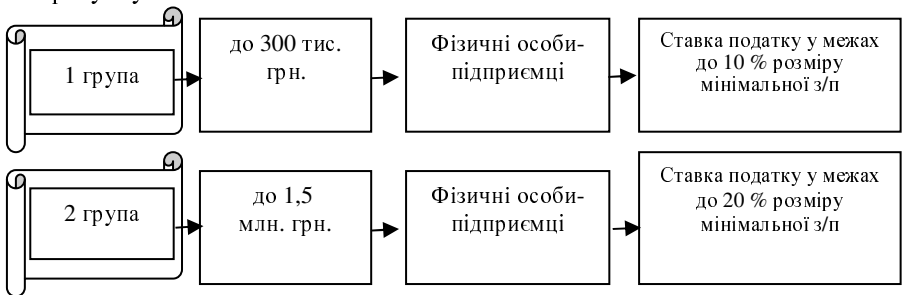 1 група
до 300 тис.
грн.
Фізичні особи-
підприємці
Ставка податку у межах
до 10 % розміру
мінімальної з/п
2 група
до 1,5
млн. грн.
Фізичні особи-
підприємці
Ставка податку у межах
до 20 % розміру
мінімальної з/п